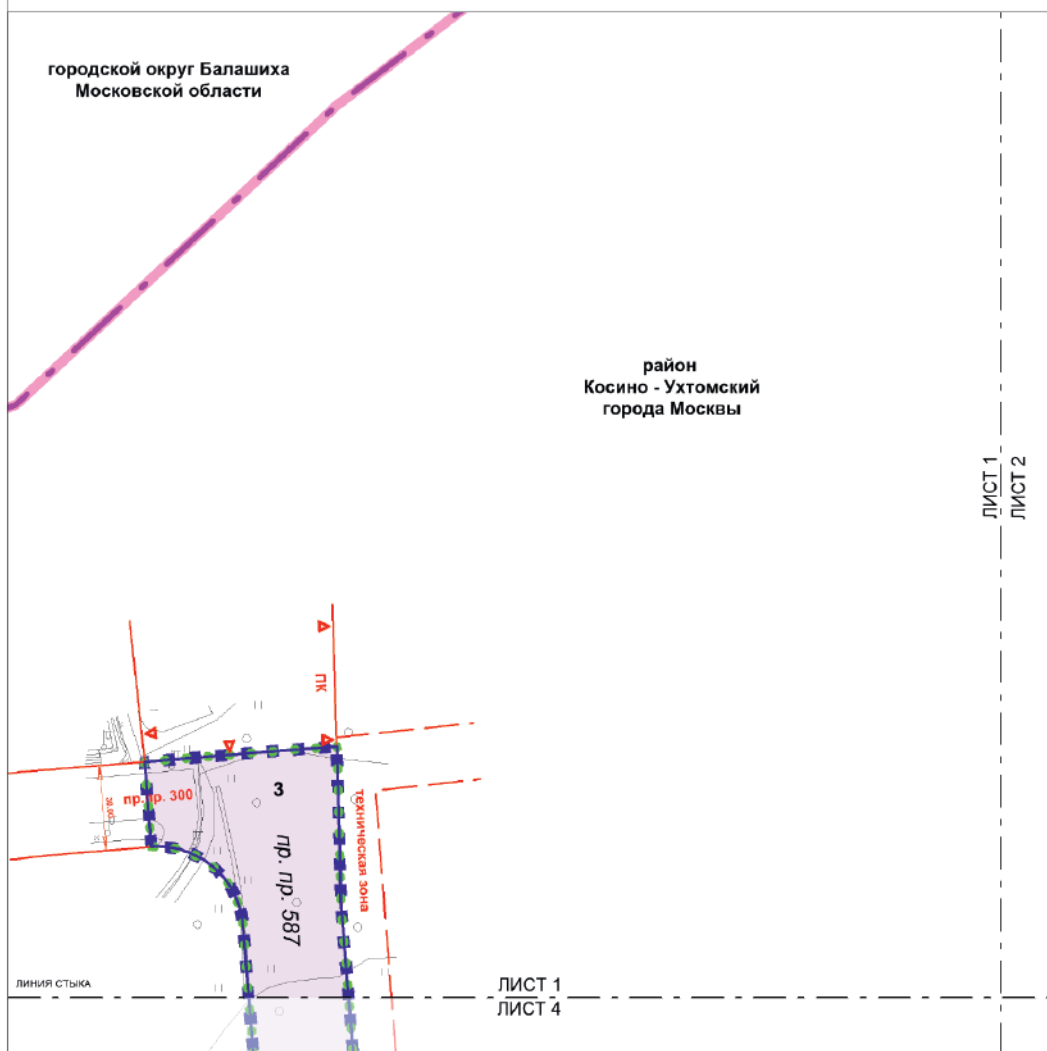 городской округ Балашиха
Московской области
район
Косино - Ухтомский
города Москвы
ЛИСТ 1
ЛИСТ 2
ПК
3
пр. пр. 300
пр. пр. 587
техническая зона
ЛИНИЯ СТЫКА
ЛИСТ 1
ЛИСТ 4